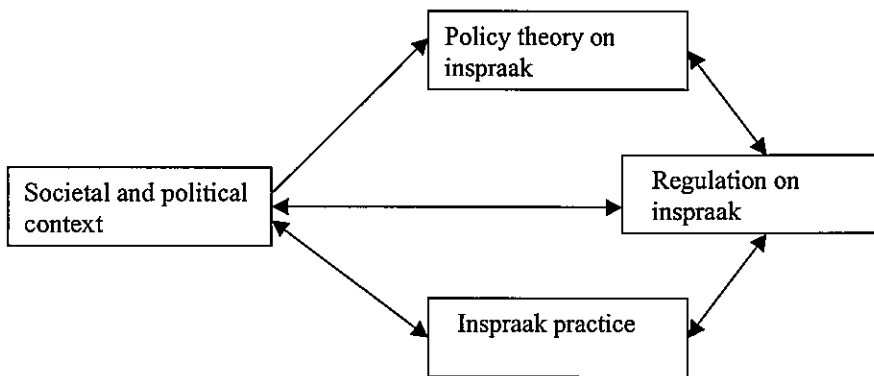 Policy theory on
inspraak
Societal and political
context
Regulation on
inspraak
Inspraak practice